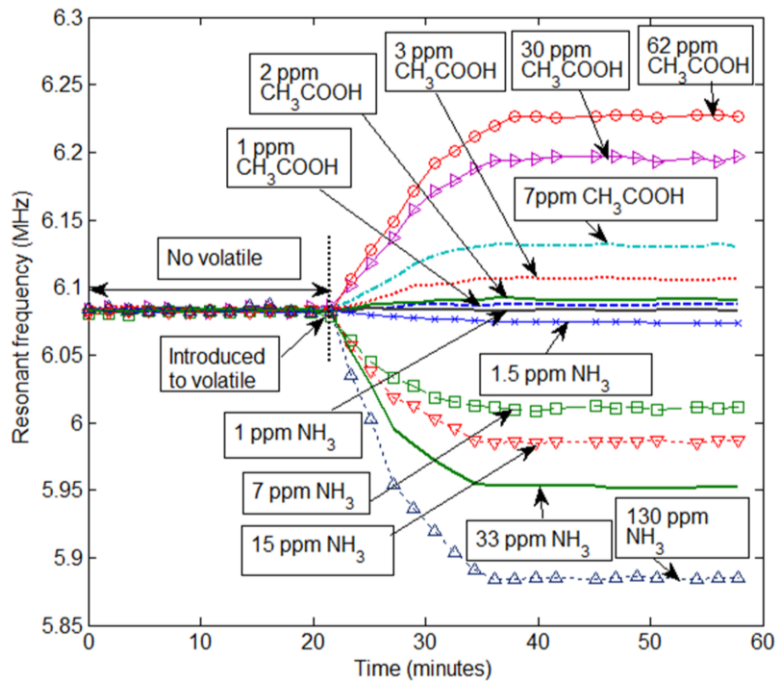 6.3
6.25
6.2
6.15
6.1
6.05
6
5.95
5.9
5.85
Resonant frequency (MHz)
0
10
20
30
40
50
60
Time (minutes)
2 ppm
CH3COOH
3 ppm
CH3COOH
30 ppm
CH3COOH
62 ppm
CH3COOH
1 ppm
CH3COOH
7ppm CH3COOH
No volatile
Introduced
to volatile
1.5 ppm NH3
1 ppm NH3
7 ppm NH3
15 ppm NH3
33 ppm NH3
130 ppm
NH3